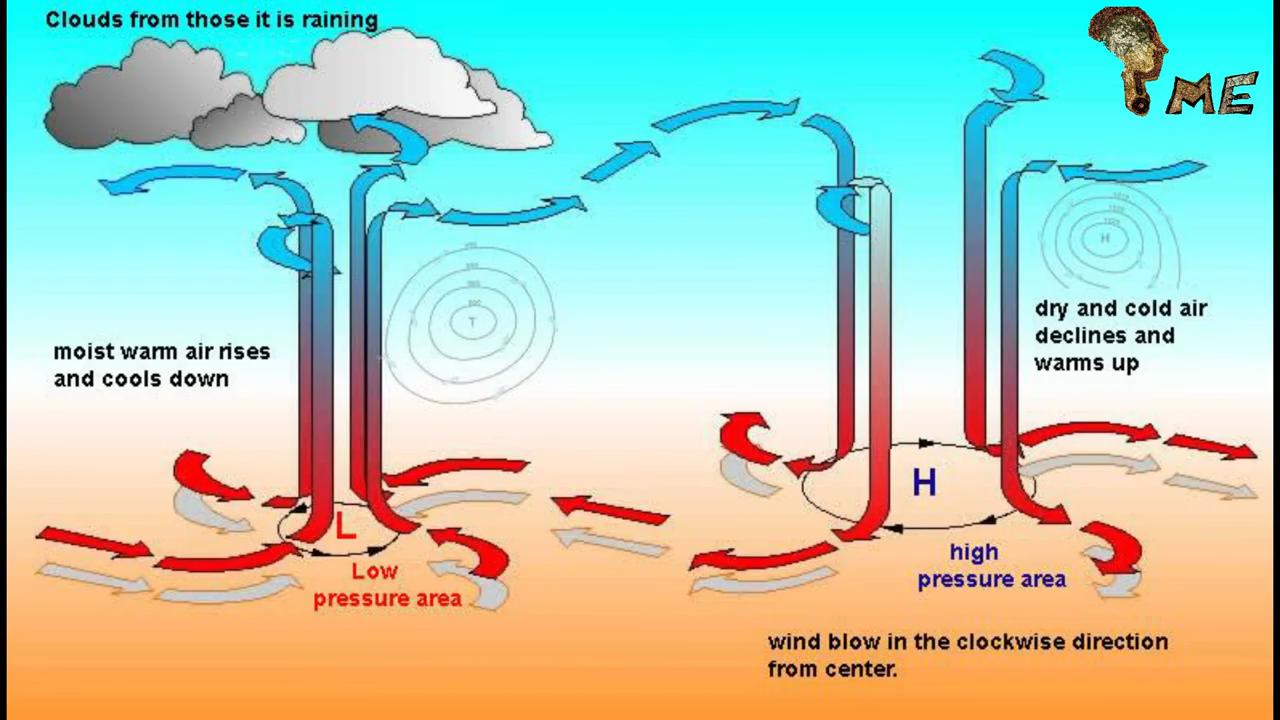 Clouds from those it is raining
ME
T
H
moist warm air rises
and cools down
dry and cold air
declines and
warms up
L
Low
pressure area
H
high
pressure area
wind blow in the clockwise direction
from center.